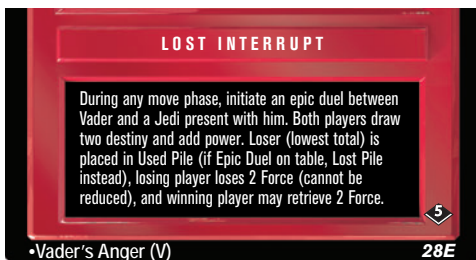 LOST INTERRUPT
During any move phase, initiate an epic duel between
Vader and a Jedi present with him. Both players draw
two destiny and add power. Loser (lowest total) is
placed in Used Pile (if Epic Duel on table, Lost Pile
instead), losing player loses 2 Force (cannot be
reduced), and winning player may retrieve 2 Force.
5
•Vader's Anger (V) 28E